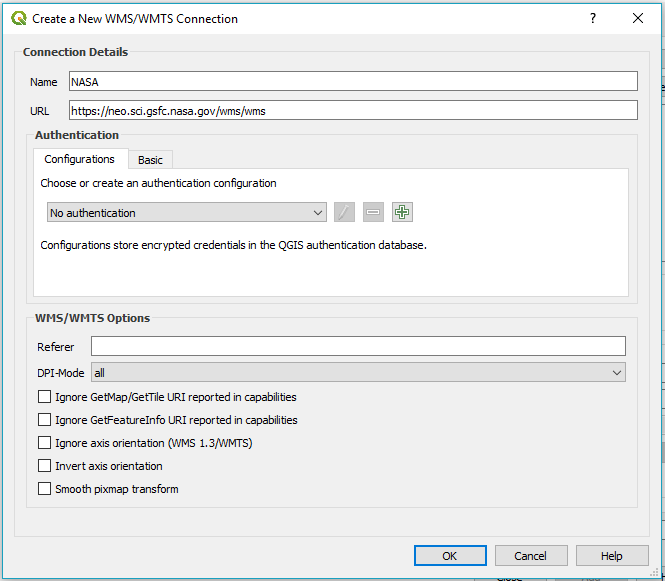 Create a New WMS/WMTS Connection
Connection Details
Name NASA
URL https://neo.sci.gsfc.nasa.gov/wms/wms
Authentication
Configurations Basic
Choose or create an authentication configuration
No authentication
Configurations store encrypted credentials in the QGIS authentication database.
WMS/WMTS Options
Referer
DPI-Mode all
Ignore GetMap/GetTile URI reported in capabilities
Ignore GetFeatureInfo URI reported in capabilities
Ignore axis orientation (WMS 1.3/WMTS)
Invert axis orientation
Smooth pixmap transform
OK Cancel Help